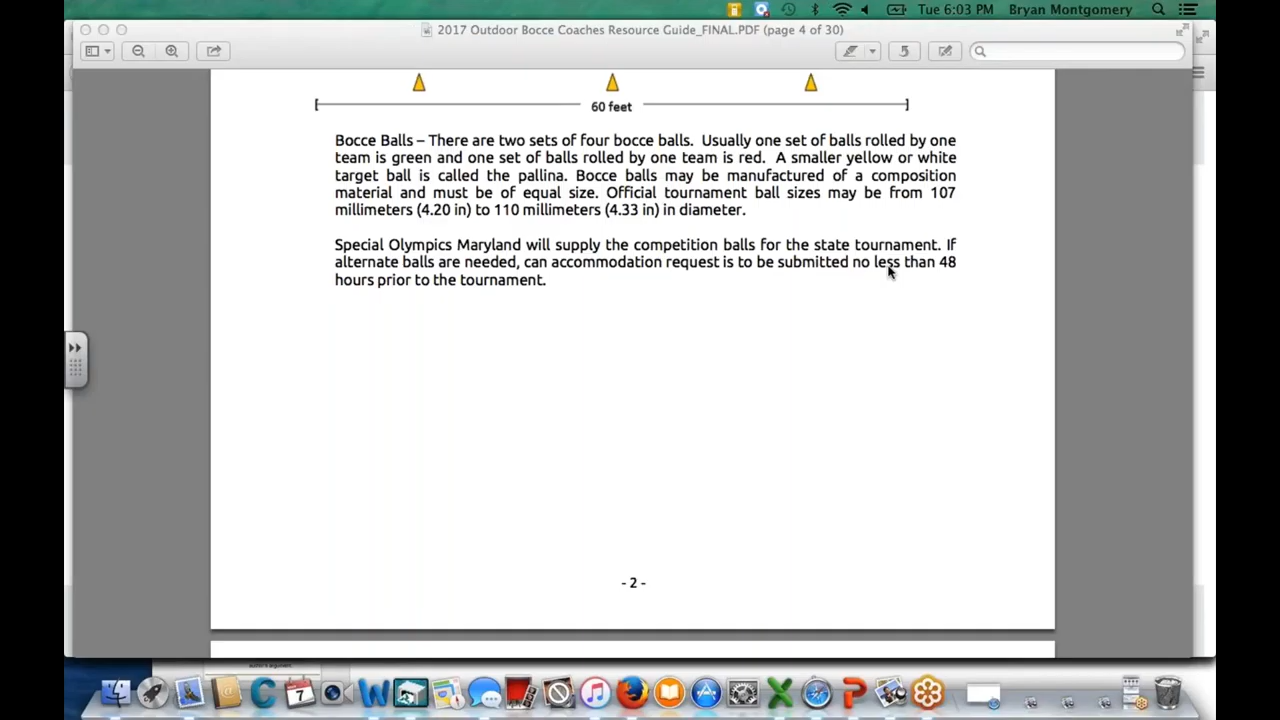 Tue 6:03 PM Bryan Montgomery
2017 Outdoor Bocce Coaches Resource Guide_FINAL.PDF (page 4 of 30)
60 feet
Bocce Balls – There are two sets of four bocce balls. Usually one set of balls rolled by one
team is green and one set of balls rolled by one team is red. A smaller yellow or white
target ball is called the pallina. Bocce balls may be manufactured of a composition
material and must be of equal size. Official tournament ball sizes may be from 107
millimeters (4.20 in) to 110 millimeters (4.33 in) in diameter.
Special Olympics Maryland will supply the competition balls for the state tournament. If
alternate balls are needed, can accommodation request is to be submitted no less than 48
hours prior to the tournament.
- 2 -
7